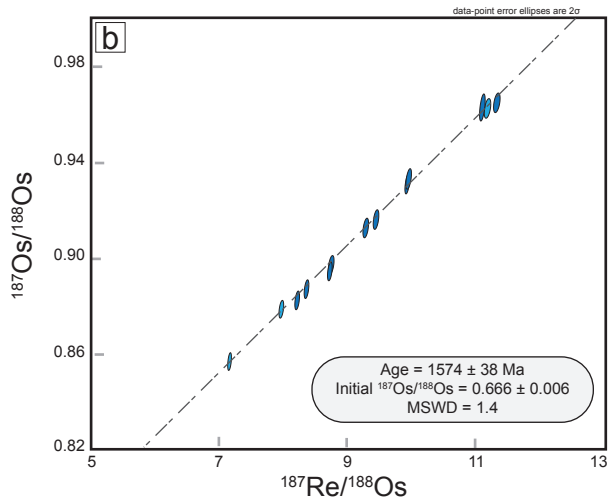 data-point error ellipses are 2σ
b
0.98
0.94
0.90
0.86
0.82
¹⁸⁷Os/¹⁸⁸Os
Age = 1574 ± 38 Ma
Initial ¹⁸⁷Os/¹⁸⁸Os = 0.666 ± 0.006
MSWD = 1.4
5 7 9 11 13
¹⁸⁷Re/¹⁸⁸Os